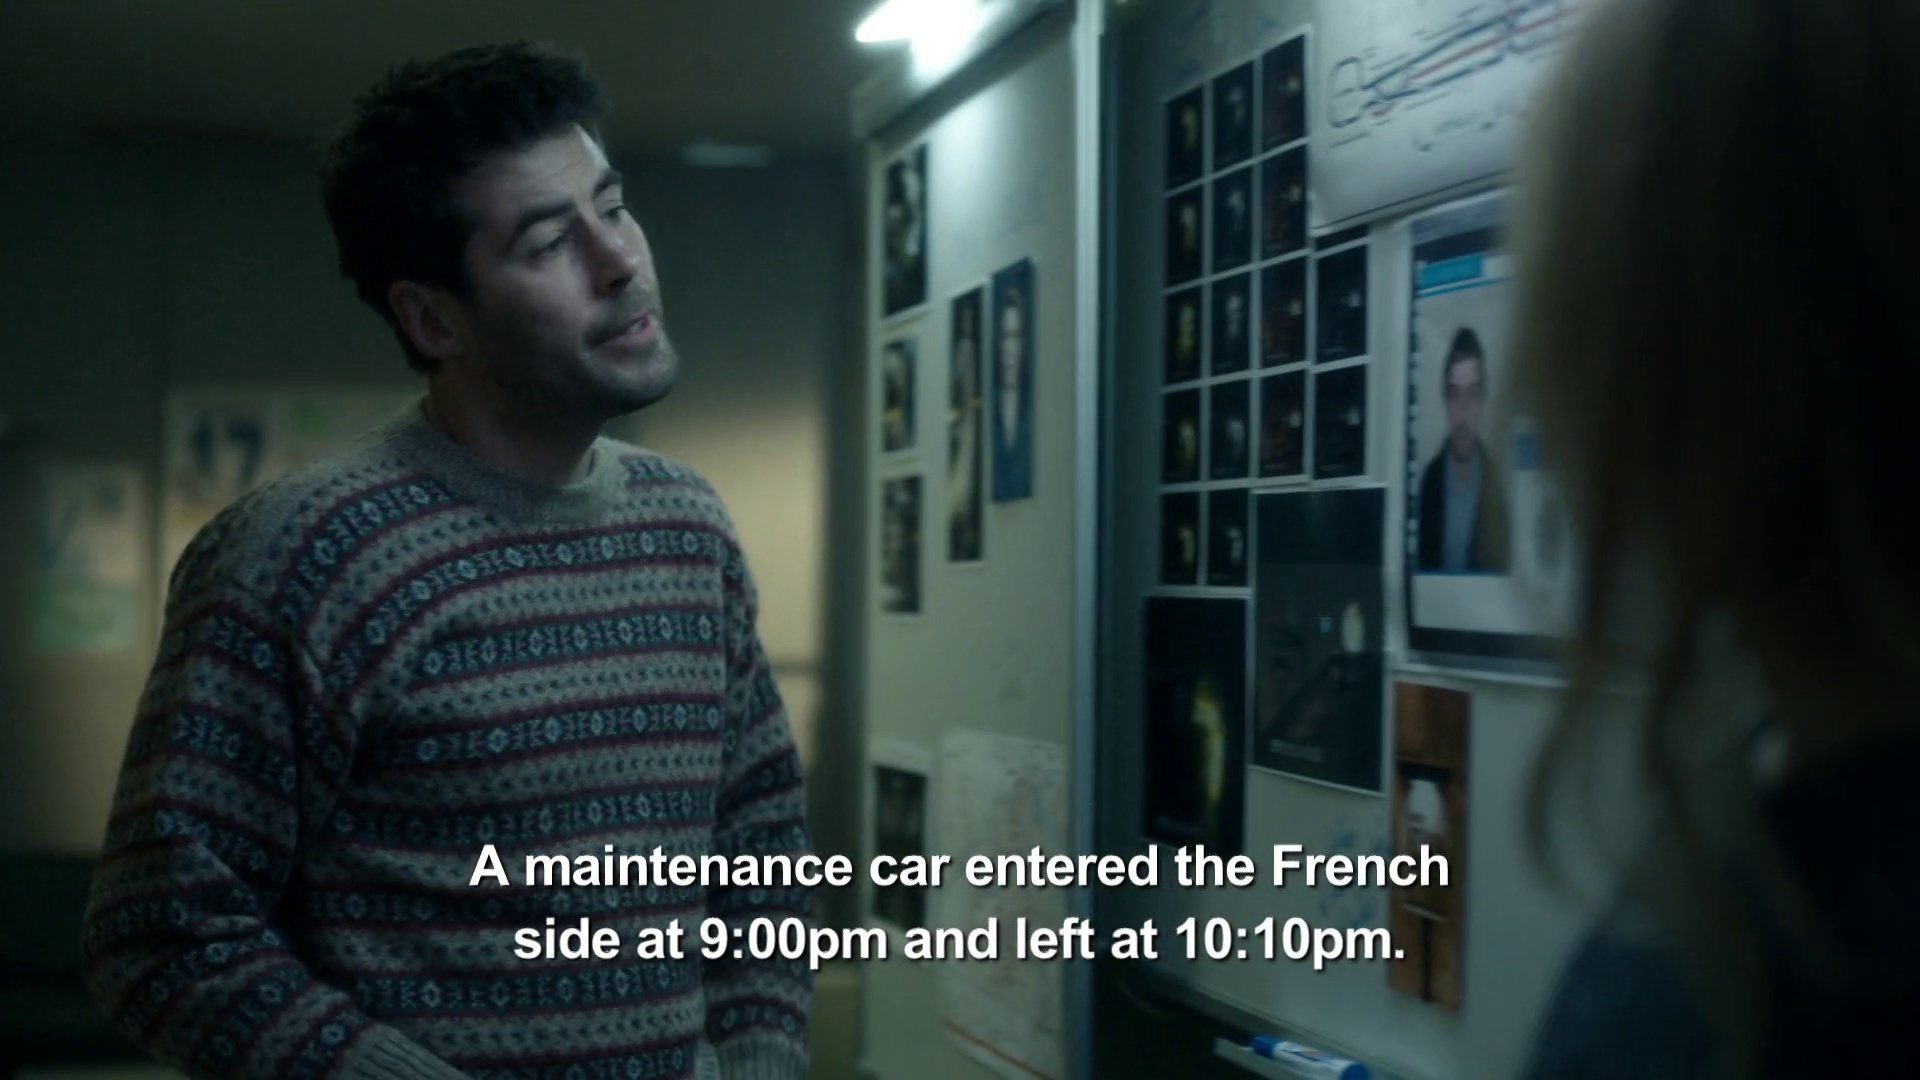 A maintenance car entered the French
side at 9:00pm and left at 10:10pm.